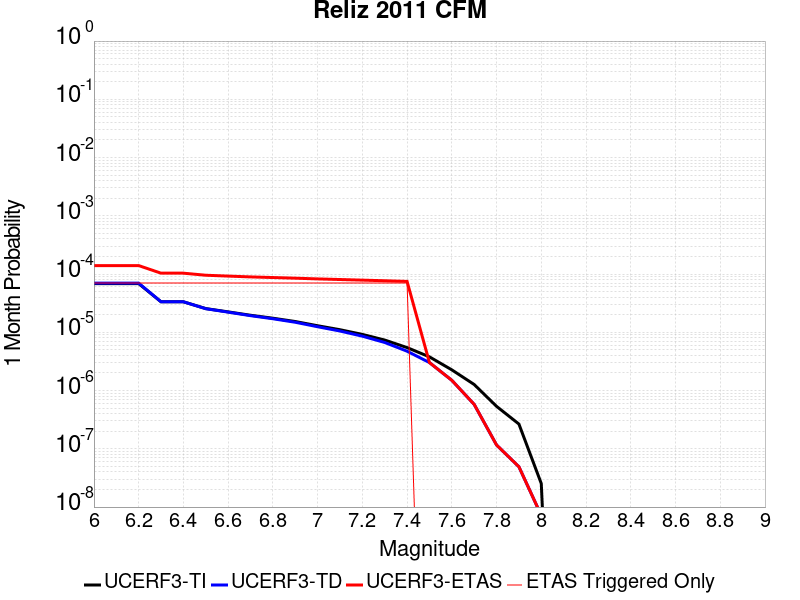 Reliz 2011 CFM
10^0
10^-1
10^-2
10^-3
10^-4
10^-5
10^-6
10^-7
10^-8
1 Month Probability
6 6.2 6.4 6.6 6.8 7 7.2 7.4 7.6 7.8 8 8.2 8.4 8.6 8.8 9
Magnitude
UCERF3-TI UCERF3-TD UCERF3-ETAS ETAS Triggered Only